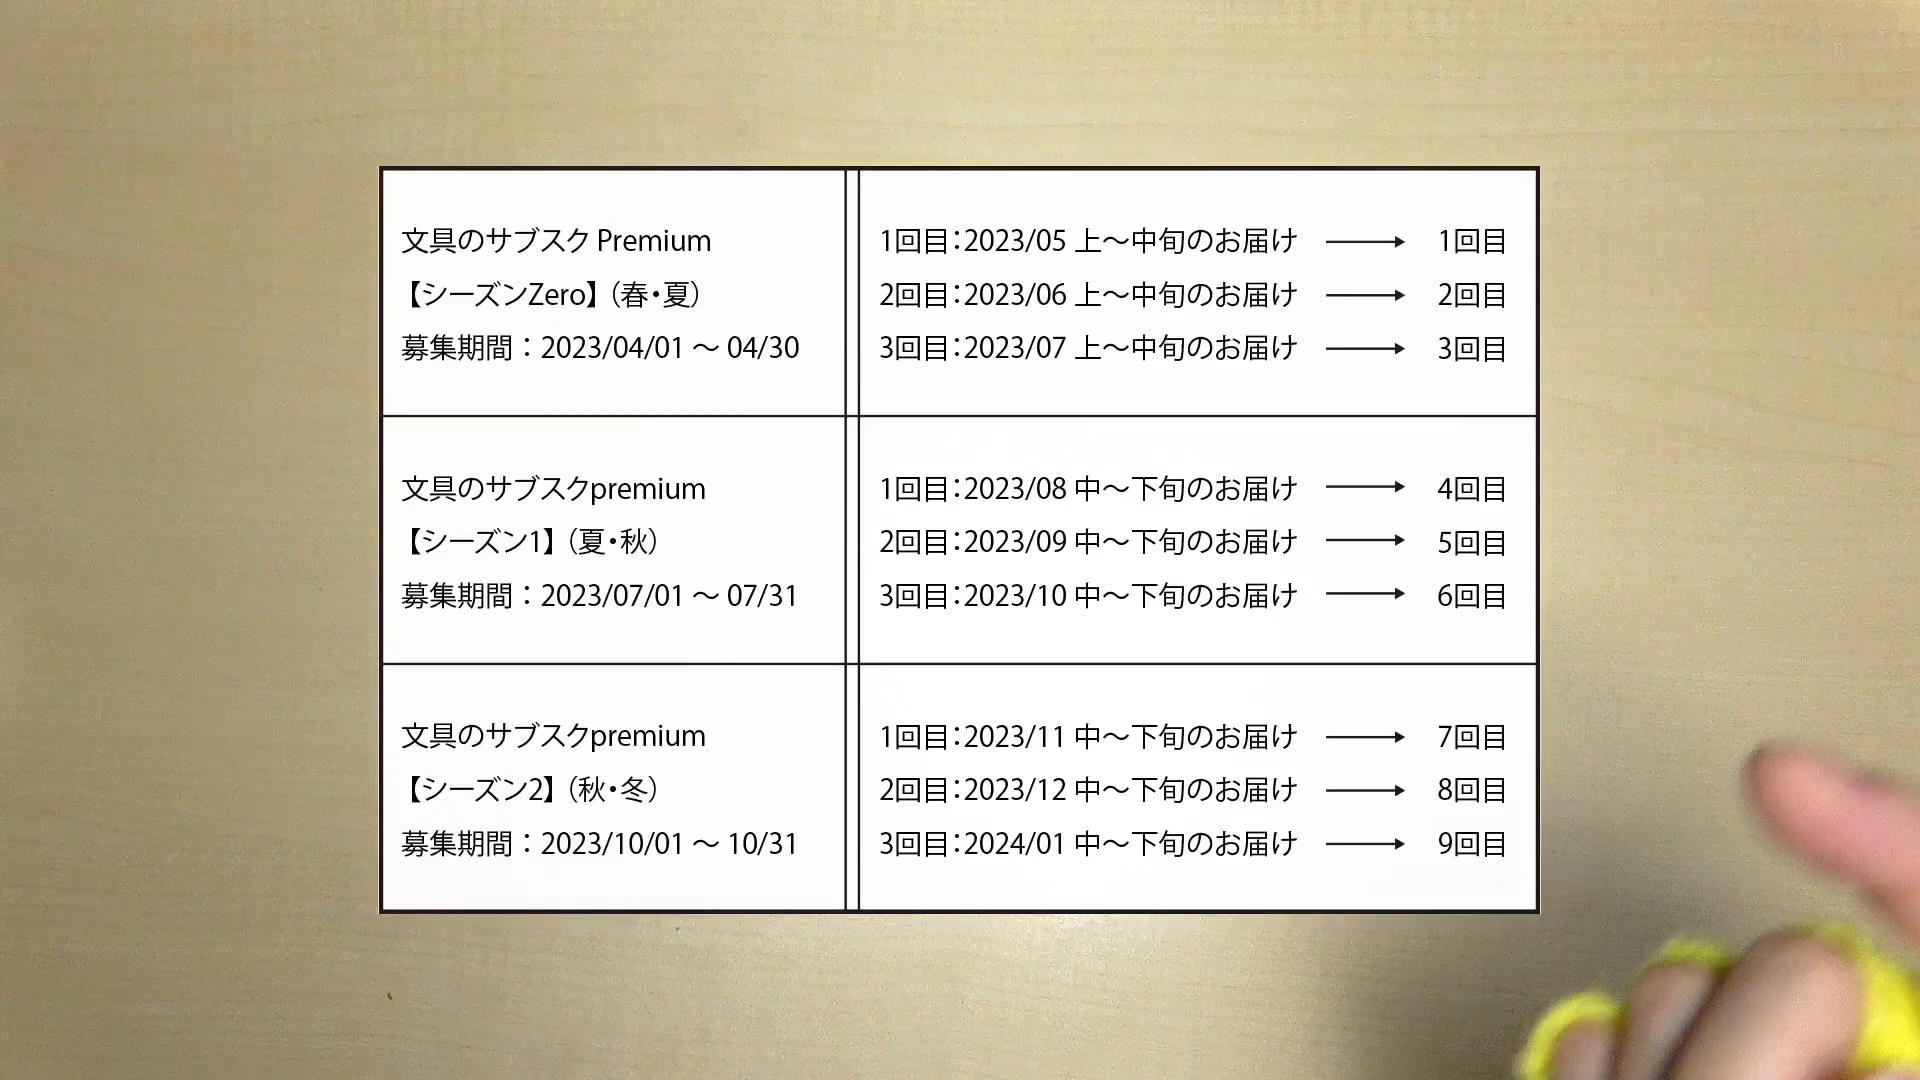 文具のサブスク Premium
【シーズンZero】（春・夏）
募集期間：2023/04/01 ～ 04/30
1回目：2023/05 上～中旬のお届け → 1回目
2回目：2023/06 上～中旬のお届け → 2回目
3回目：2023/07 上～中旬のお届け → 3回目
文具のサブスクpremium
【シーズン1】（夏・秋）
募集期間：2023/07/01 ～ 07/31
1回目：2023/08 中～下旬のお届け → 4回目
2回目：2023/09 中～下旬のお届け → 5回目
3回目：2023/10 中～下旬のお届け → 6回目
文具のサブスクpremium
【シーズン2】（秋・冬）
募集期間：2023/10/01 ～ 10/31
1回目：2023/11 中～下旬のお届け → 7回目
2回目：2023/12 中～下旬のお届け → 8回目
3回目：2024/01 中～下旬のお届け → 9回目